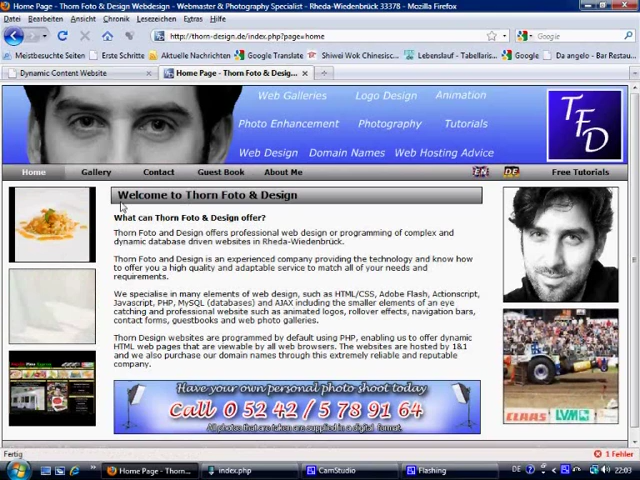 Home Page - Thorn Foto & Design Webdesign - Webmaster & Photography Specialist - Rheda-Wiedenbrück 33378 - Mozilla Firefox
Datei Bearbeiten Ansicht Chronik Lesezeichen Extras Hilfe
http://thorn-design.de/index.php?page=home
Google
Meistbesuchte Seiten Erste Schritte Google Translate Shiwei Wok Chinesisch... Lebenslauf - Tabellaris... Google Google Da angelo - Bar Restau...
Dynamic Content Website
Home Page - Thorn Foto & Desig...
Web Galleries Logo Design Animation
Photo Enhancement Photography Tutorials
Web Design Domain Names Web Hosting Advice
TFD
Home Gallery Contact Guest Book About Me EN DE Free Tutorials
Welcome to Thorn Foto & Design
What can Thorn Foto & Design offer?
Thorn Foto and Design offers professional web design or programming of complex and
dynamic database driven websites in Rheda-Wiedenbrück.
Thorn Foto and Design is an experienced company providing the technology and know how
to offer you a high quality and adaptable service to match all of your needs and
requirements.
We specialise in many elements of web design, such as HTML/CSS, Adobe Flash, Actionscript,
Javascript, PHP, MySQL (databases) and AJAX including the smaller elements of an eye
catching and professional website such as animated logos, rollover effects, navigation bars,
contact forms, guestbooks and web photo galleries.
Thorn Design websites are programmed by default using PHP, enabling us to offer dynamic
HTML web pages that are viewable by all web browsers. The websites are hosted by 1&1
and we also purchase our domain names through this extremely reliable and reputable
company.
Have your own personal photo shoot today
Call 0 52 42 / 5 78 91 64
All photos that are taken are supplied in a digital format.
CLAAS LVM
Fertig
1 Fehler
Home Page - Thorn... index.php CamStudio Flashing DE 22:03